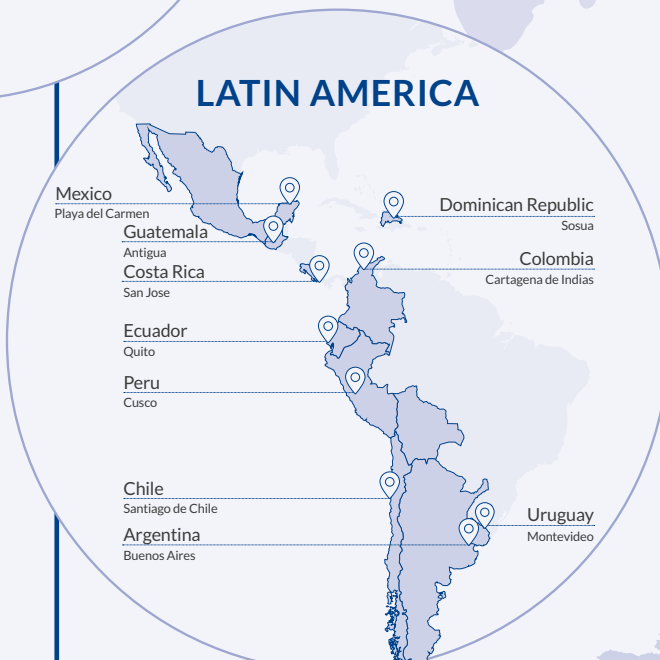 LATIN AMERICA
Mexico
Playa del Carmen
Guatemala
Antigua
Costa Rica
San Jose
Ecuador
Quito
Peru
Cusco
Chile
Santiago de Chile
Argentina
Buenos Aires
Dominican Republic
Sosua
Colombia
Cartagena de Indias
Uruguay
Montevideo